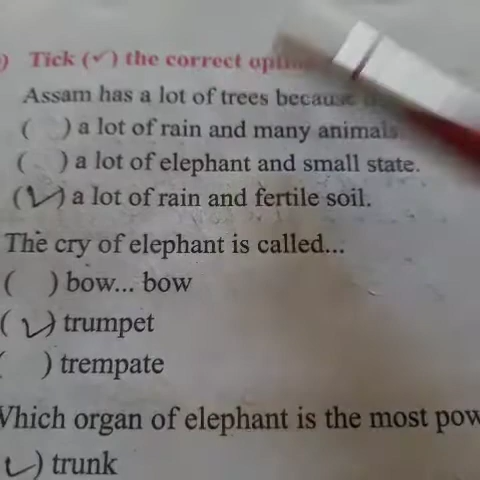 ) Tick (✓) the correct
Assam has a lot of trees because
( ) a lot of rain and many animals.
( ) a lot of elephant and small state.
(✓) a lot of rain and fertile soil.
The cry of elephant is called...
( ) bow... bow
(✓) trumpet
( ) trempate
Which organ of elephant is the most pow
✓) trunk